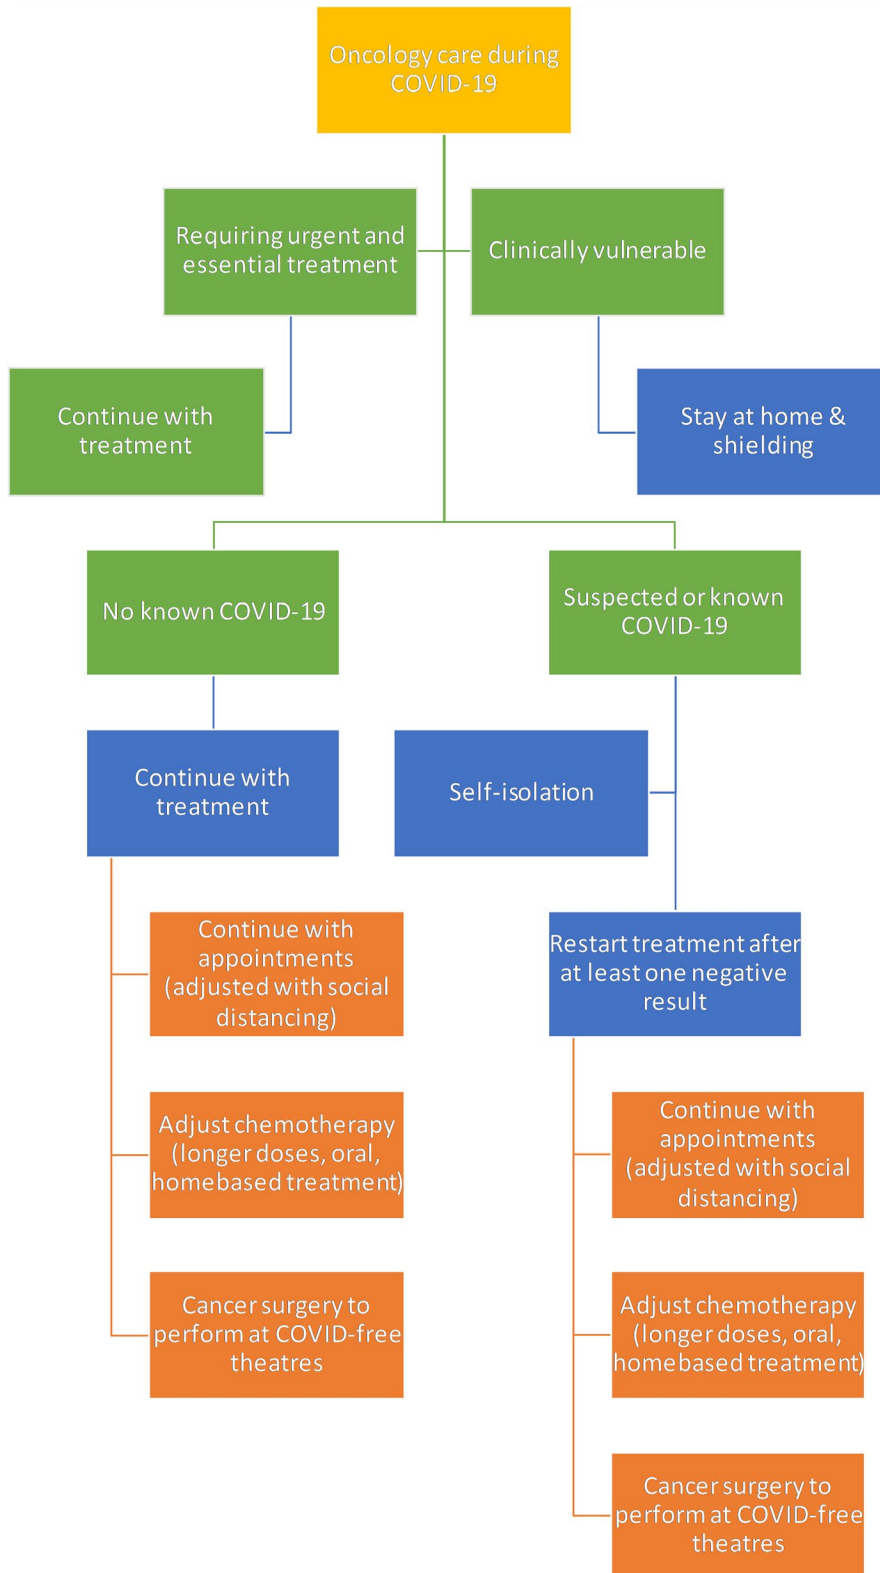 Oncology care during
COVID-19
Requiring urgent and
essential treatment
Clinically vulnerable
Continue with
treatment
Stay at home &
shielding
No known COVID-19
Suspected or known
COVID-19
Continue with
treatment
Self-isolation
Continue with
appointments
(adjusted with social
distancing)
Restart treatment after
at least one negative
result
Adjust chemotherapy
(longer doses, oral,
homebased treatment)
Continue with
appointments
(adjusted with social
distancing)
Cancer surgery to
perform at COVID-free
theatres
Adjust chemotherapy
(longer doses, oral,
homebased treatment)
Cancer surgery to
perform at COVID-free
theatres